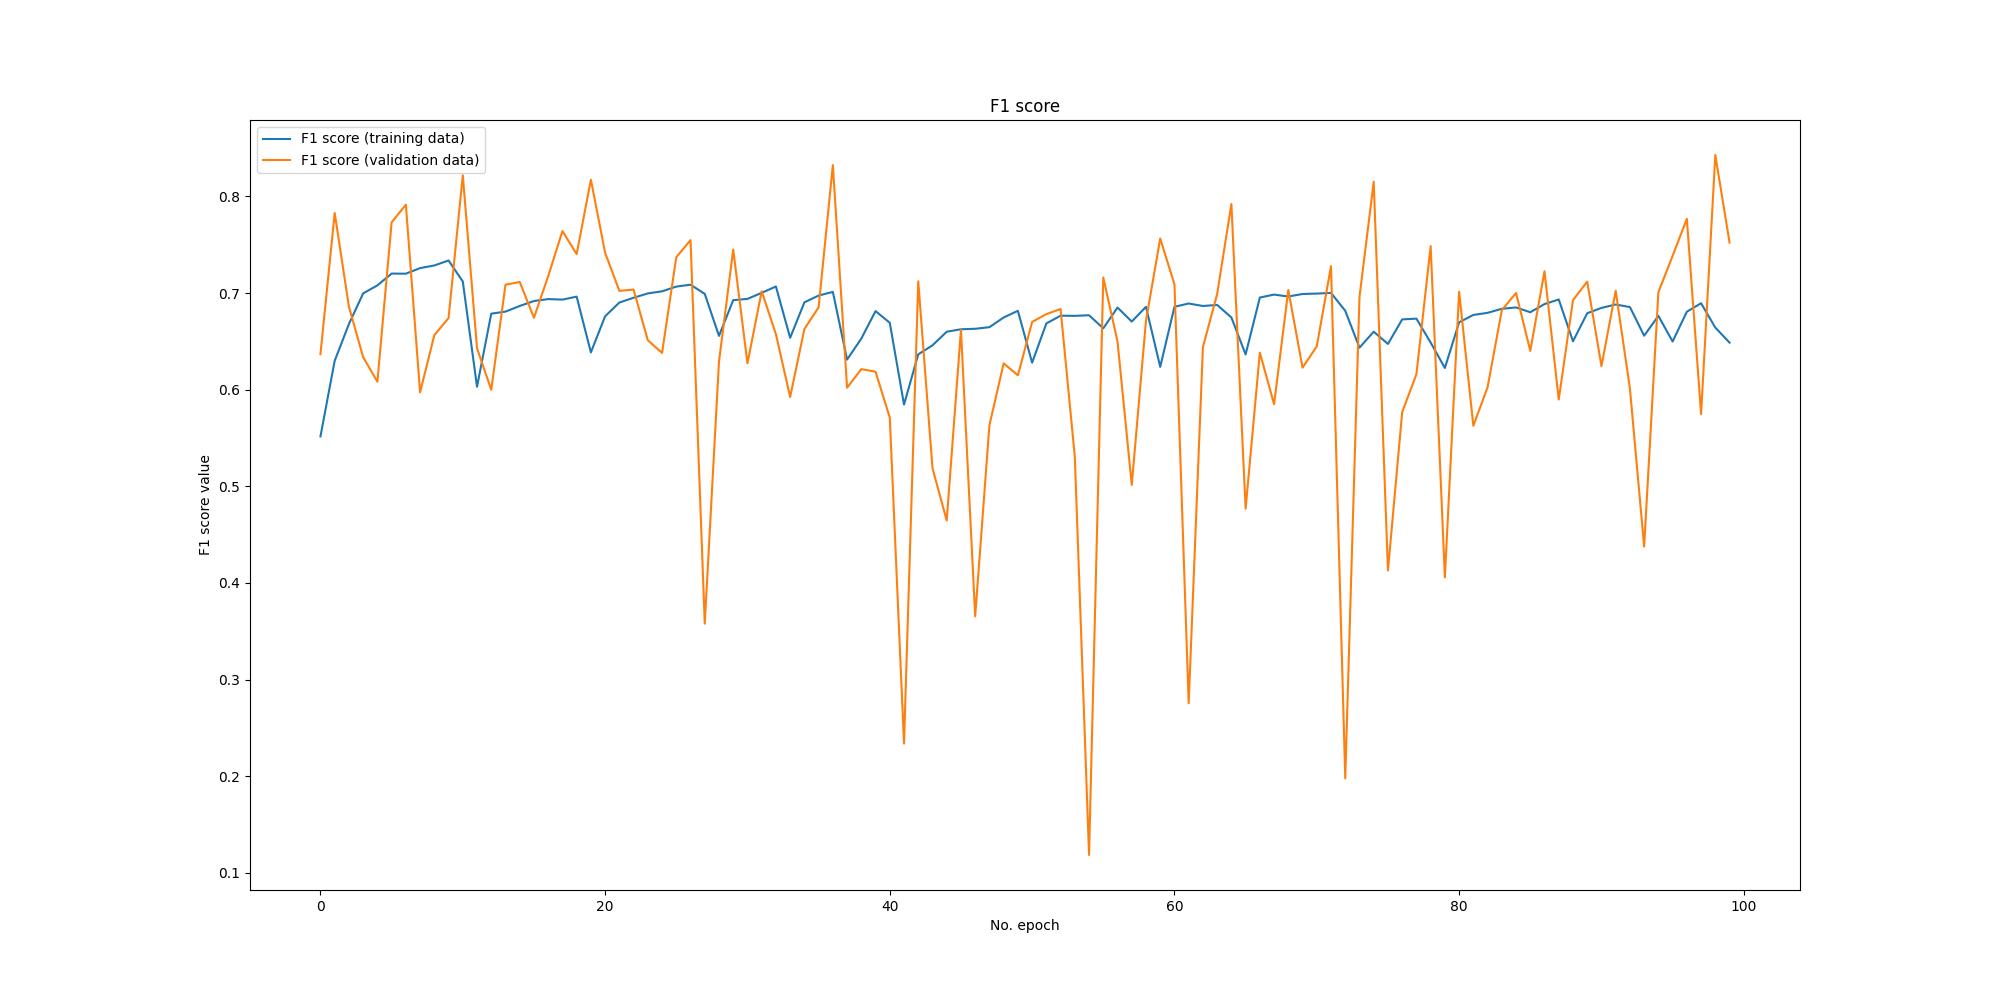 F1 score
F1 score (training data)
F1 score (validation data)
F1 score value
0.8
0.7
0.6
0.5
0.4
0.3
0.2
0.1
0 20 40 60 80 100
No. epoch